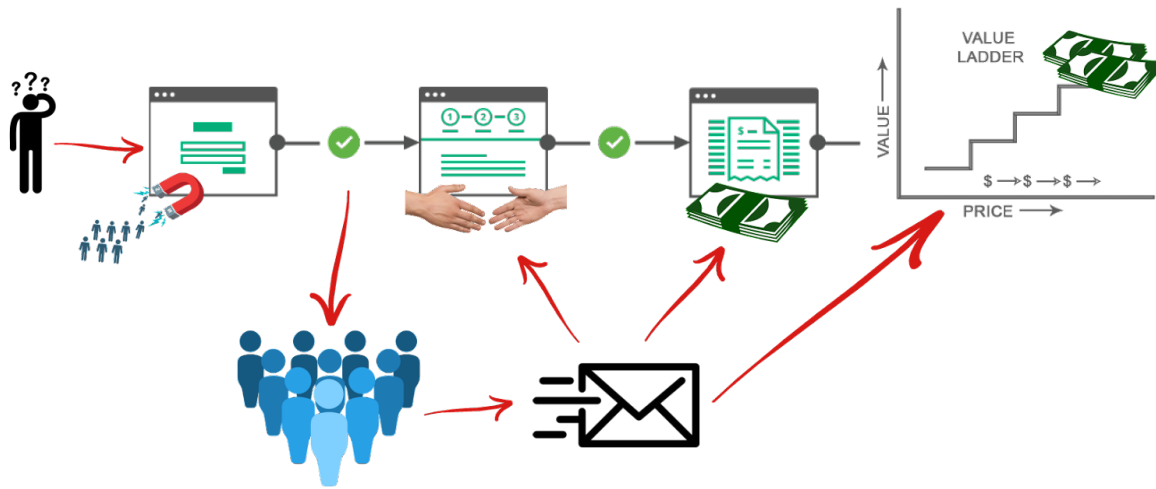 ? ? ?
1 2 3
$
VALUE
LADDER
VALUE
$ $ $
PRICE